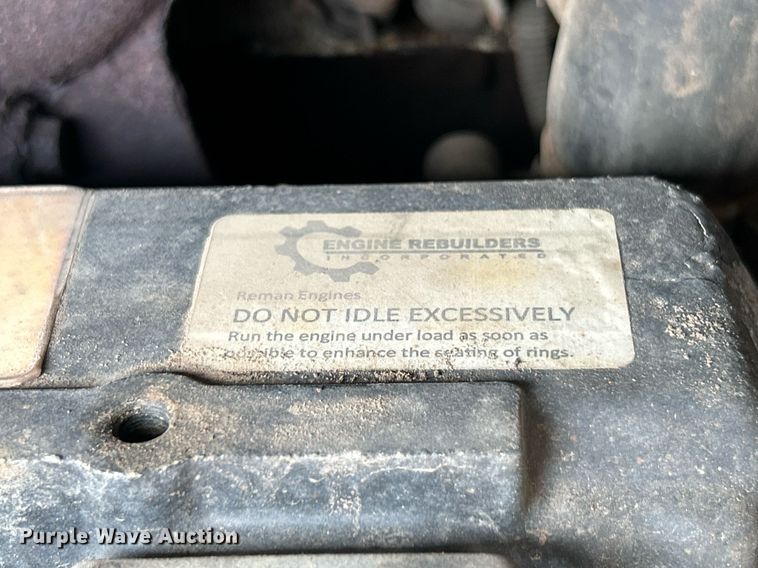 ENGINE REBUILDERS
INCORPORATED
Reman Engines
DO NOT IDLE EXCESSIVELY
Run the engine under load as soon as
possible to enhance the seating of rings.
Purple Wave Auction